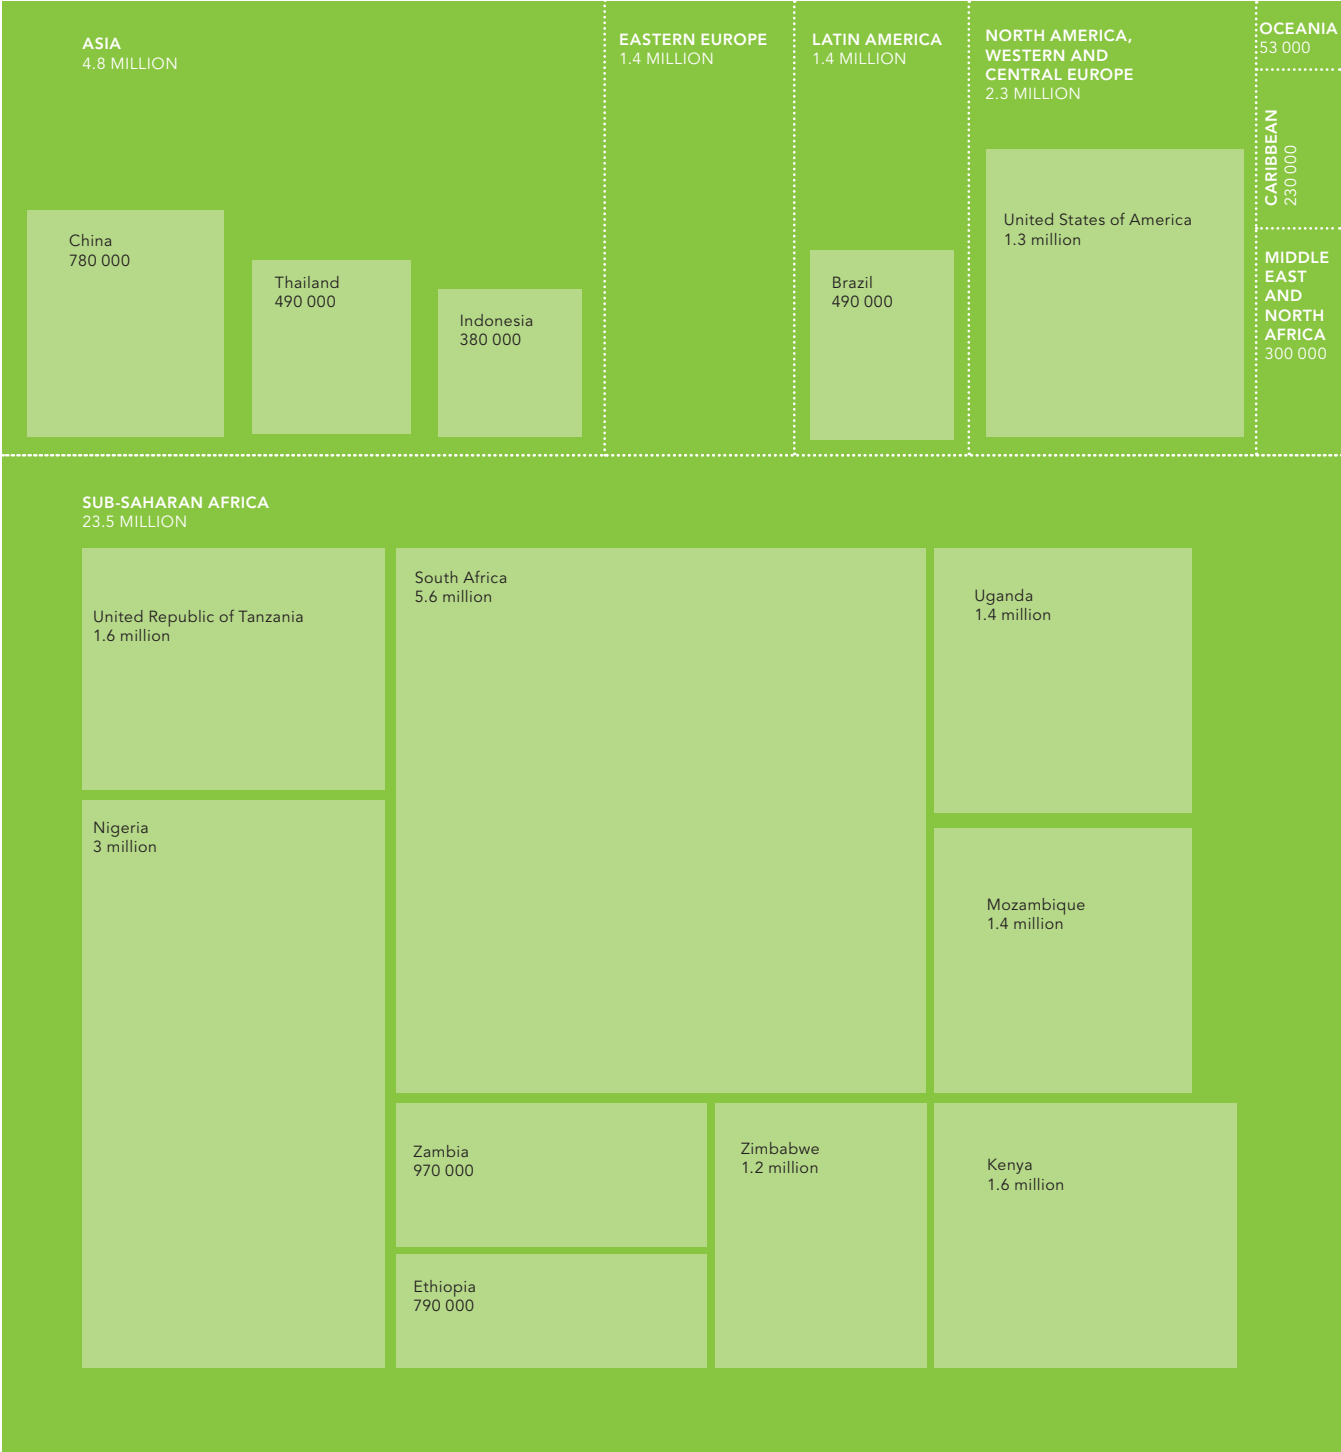 ASIA
4.8 MILLION
EASTERN EUROPE
1.4 MILLION
LATIN AMERICA
1.4 MILLION
NORTH AMERICA,
WESTERN AND
CENTRAL EUROPE
2.3 MILLION
OCEANIA
53 000
CARIBBEAN
230 000
MIDDLE
EAST
AND
NORTH
AFRICA
300 000
China
780 000
Thailand
490 000
Indonesia
380 000
Brazil
490 000
United States of America
1.3 million
SUB-SAHARAN AFRICA
23.5 MILLION
United Republic of Tanzania
1.6 million
South Africa
5.6 million
Uganda
1.4 million
Nigeria
3 million
Mozambique
1.4 million
Zambia
970 000
Zimbabwe
1.2 million
Kenya
1.6 million
Ethiopia
790 000